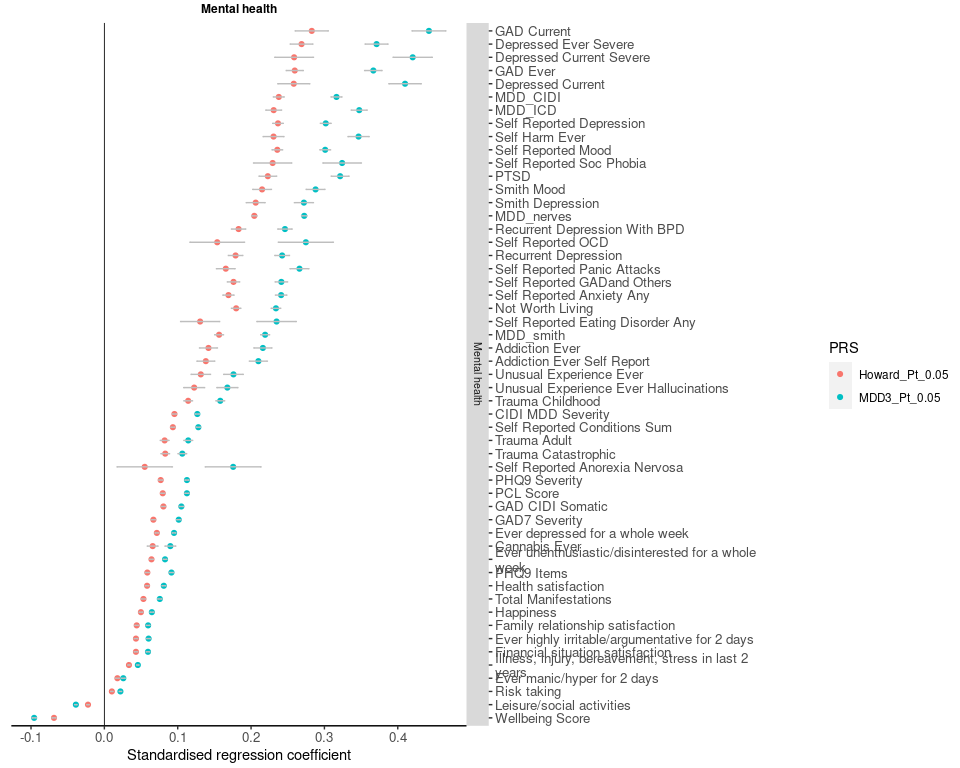 Mental health
GAD Current
Depressed Ever Severe
Depressed Current Severe
GAD Ever
Depressed Current
MDD_CIDI
MDD_ICD
Self Reported Depression
Self Harm Ever
Self Reported Mood
Self Reported Soc Phobia
PTSD
Smith Mood
Smith Depression
MDD_nerves
Recurrent Depression With BPD
Self Reported OCD
Recurrent Depression
Self Reported Panic Attacks
Self Reported GADand Others
Self Reported Anxiety Any
Not Worth Living
Self Reported Eating Disorder Any
MDD_smith
Addiction Ever
Addiction Ever Self Report
Unusual Experience Ever
Unusual Experience Ever Hallucinations
Trauma Childhood
CIDI MDD Severity
Self Reported Conditions Sum
Trauma Adult
Trauma Catastrophic
Self Reported Anorexia Nervosa
PHQ9 Severity
PCL Score
GAD CIDI Somatic
GAD7 Severity
Ever depressed for a whole week
Cannabis Ever
Ever unenthusiastic/disinterested for a whole
week
PHQ9 Items
Health satisfaction
Total Manifestations
Happiness
Family relationship satisfaction
Ever highly irritable/argumentative for 2 days
Financial situation satisfaction
Illness, injury, bereavement, stress in last 2
years
Ever manic/hyper for 2 days
Risk taking
Leisure/social activities
Wellbeing Score
Mental health
-0.1 0.0 0.1 0.2 0.3 0.4
Standardised regression coefficient
PRS
Howard_Pt_0.05
MDD3_Pt_0.05